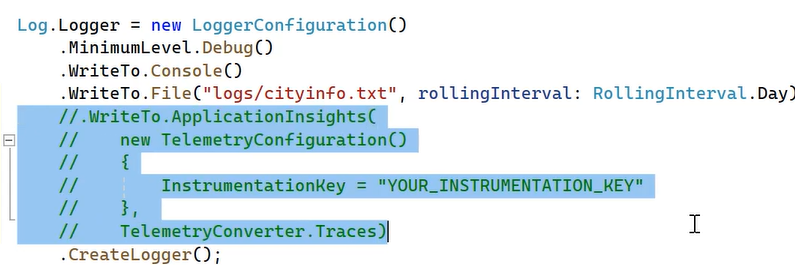 Log.Logger = new LoggerConfiguration()
    .MinimumLevel.Debug()
    .WriteTo.Console()
    .WriteTo.File("logs/cityinfo.txt", rollingInterval: RollingInterval.Day)
    //.WriteTo.ApplicationInsights(
    //    new TelemetryConfiguration()
    //    {
    //        InstrumentationKey = "YOUR_INSTRUMENTATION_KEY"
    //    },
    //    TelemetryConverter.Traces)
    .CreateLogger();